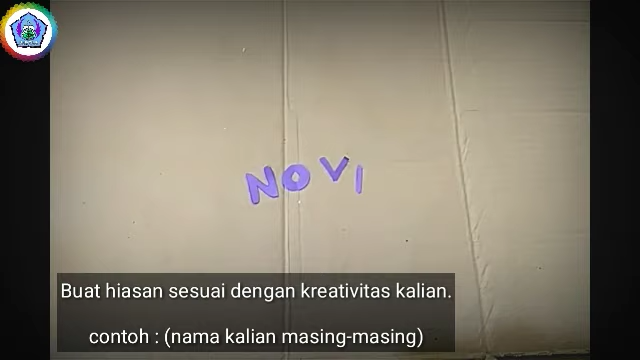 NOVI
Buat hiasan sesuai dengan kreativitas kalian.
contoh : (nama kalian masing-masing)